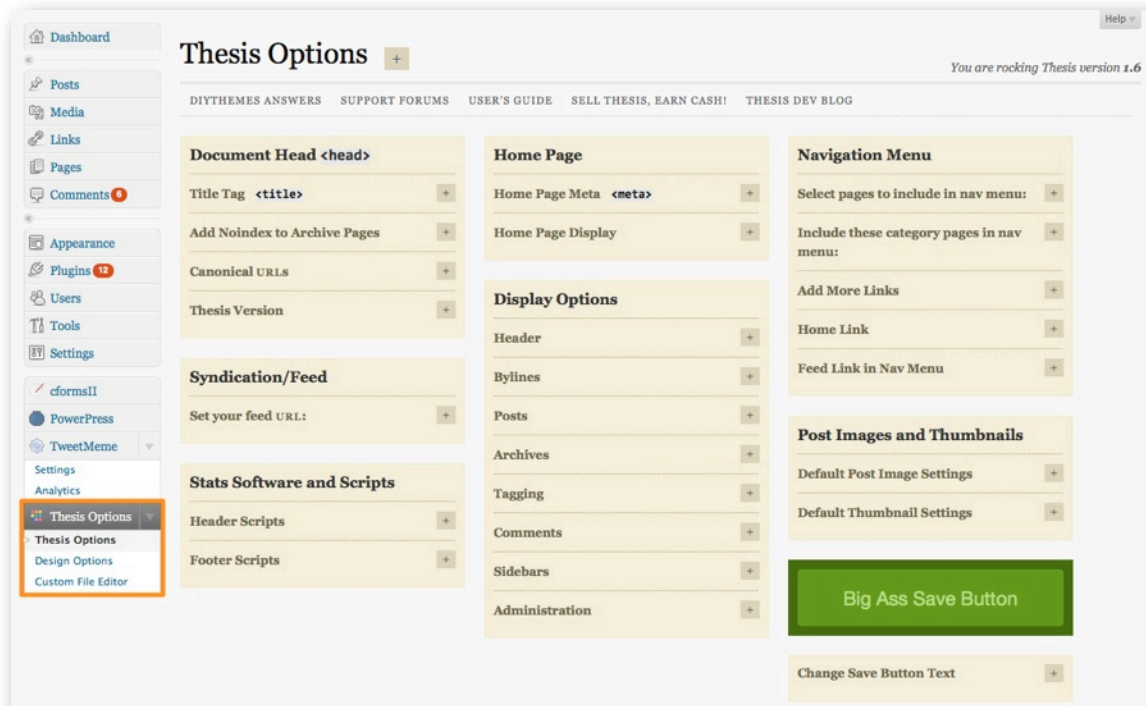 Help
Dashboard
Posts
Media
Links
Pages
Comments 6
Appearance
Plugins 12
Users
Tools
Settings
cformsII
PowerPress
TweetMeme
Settings
Analytics
Thesis Options
Thesis Options
Design Options
Custom File Editor
Thesis Options +
You are rocking Thesis version 1.6
DIYTHEMES ANSWERS SUPPORT FORUMS USER'S GUIDE SELL THESIS, EARN CASH! THESIS DEV BLOG
Document Head <head>
Title Tag <title> +
Add Noindex to Archive Pages +
Canonical URLs +
Thesis Version +
Syndication/Feed
Set your feed URL: +
Stats Software and Scripts
Header Scripts +
Footer Scripts +
Home Page
Home Page Meta <meta> +
Home Page Display +
Display Options
Header +
Bylines +
Posts +
Archives +
Tagging +
Comments +
Sidebars +
Administration +
Navigation Menu
Select pages to include in nav menu: +
Include these category pages in nav +
menu:
Add More Links +
Home Link +
Feed Link in Nav Menu +
Post Images and Thumbnails
Default Post Image Settings +
Default Thumbnail Settings +
Big Ass Save Button
Change Save Button Text +